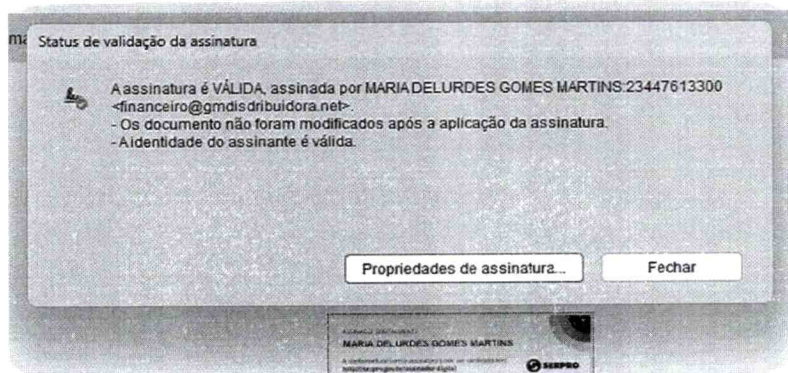 ma Status de validação da assinatura
A assinatura é VÁLIDA, assinada por MARIA DELURDES GOMES MARTINS:23447613300
<financeiro@gmdisdribuidora.net>.
- Os documento não foram modificados após a aplicação da assinatura.
- A identidade do assinante é válida.
Propriedades de assinatura... Fechar
MARIA DELURDES GOMES MARTINS
SERPRO